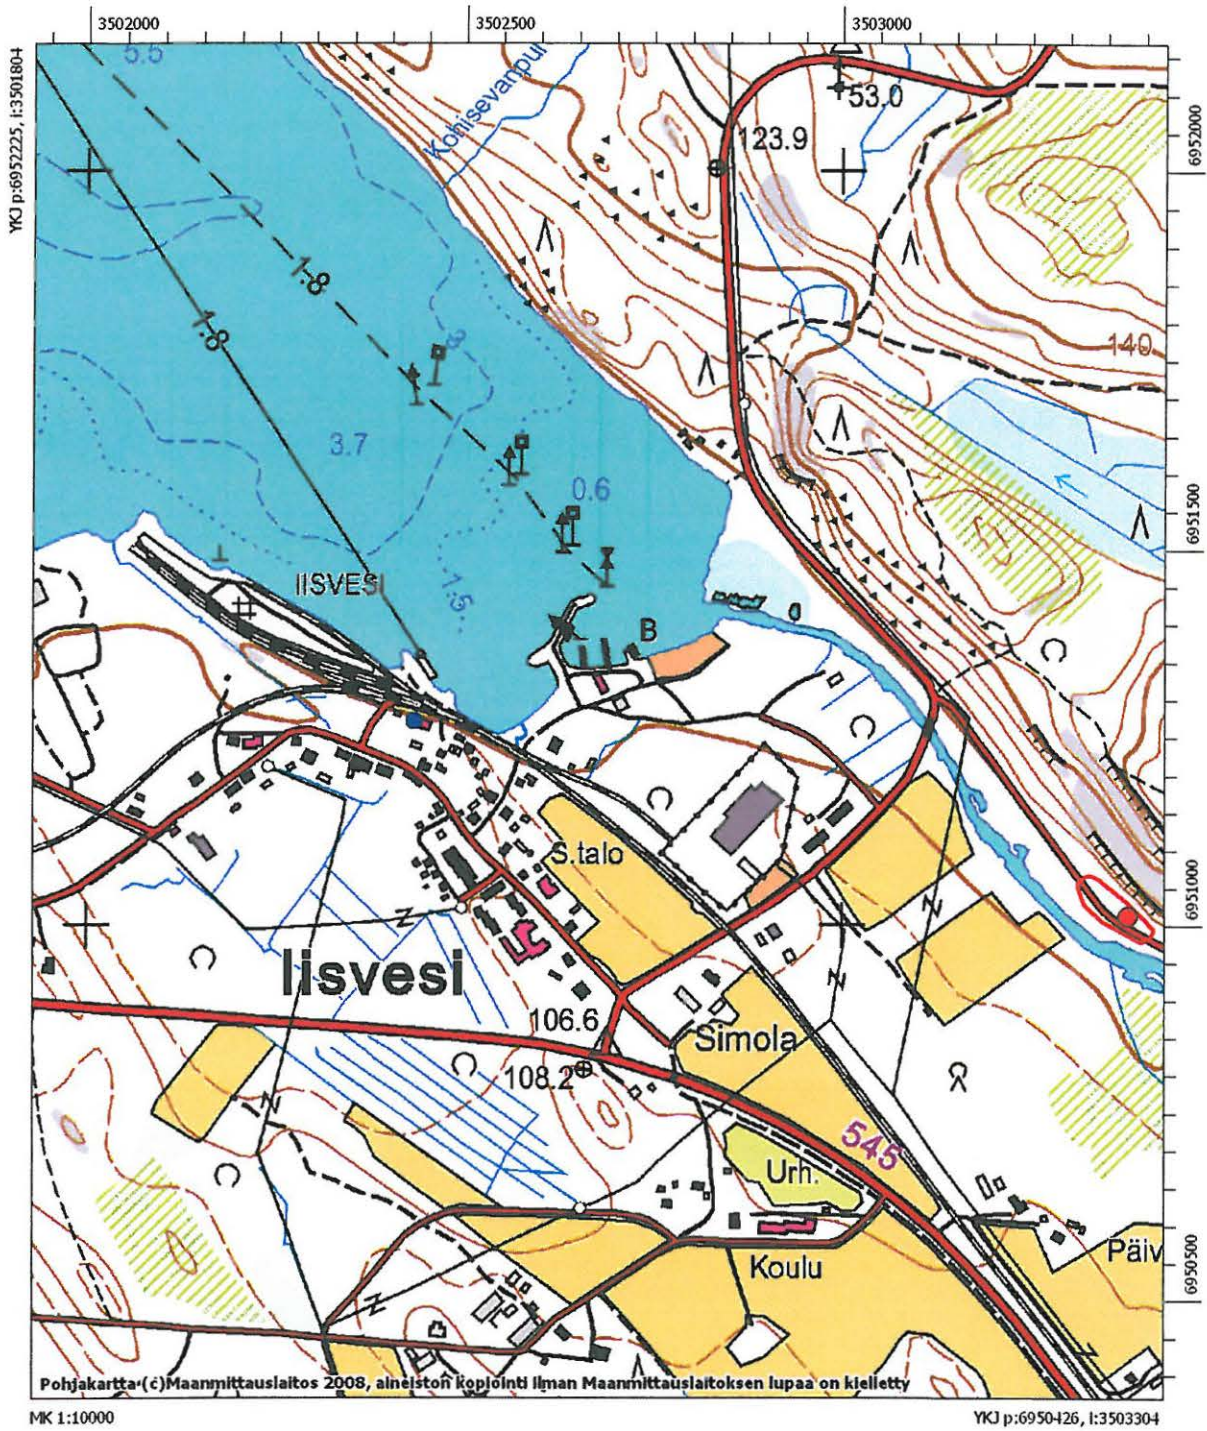 3502000 3502500 3503000
YKJ p:6952225, i:3501804
5.5
Kohisevanpuro
53.0
123.9
6952000
1:8
1:8
140
3
3.7
0.6
6951500
1.5
IISVESI
B
S.talo
6951000
Iisvesi
106.6
Simola
108.2
545
Urh.
Koulu
Päiv
6950500
Pohjakartta (c)Maanmittauslaitos 2008, aineiston kopiointi ilman Maanmittauslaitoksen lupaa on kielletty
MK 1:10000
YKJ p:6950426, i:3503304